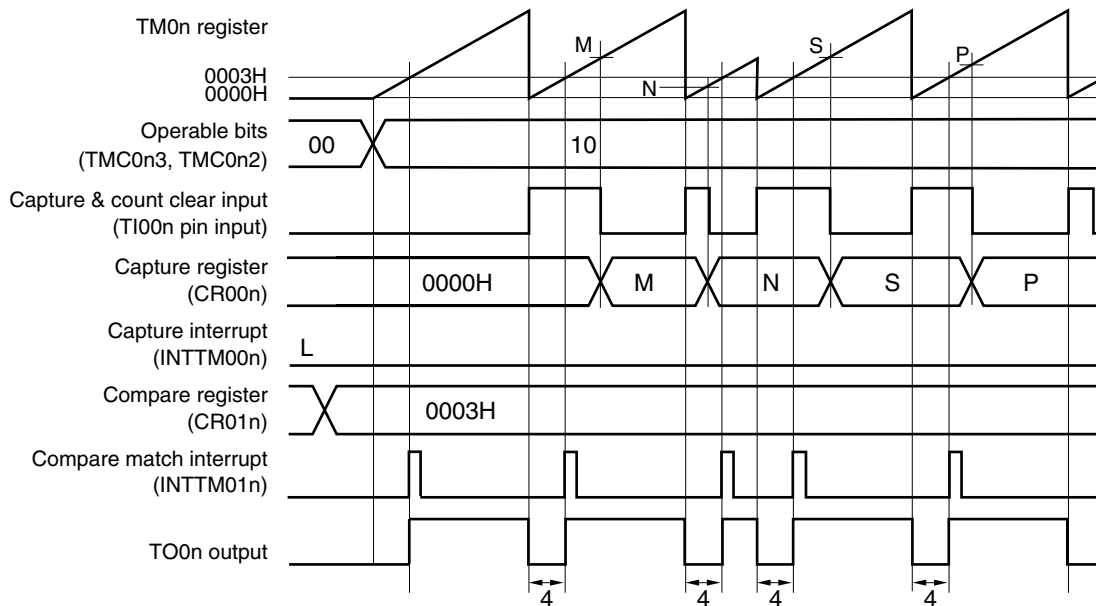 TM0n register
M
S
P
N
0003H
0000H
Operable bits
(TMC0n3, TMC0n2)
00
10
Capture & count clear input
(TI00n pin input)
Capture register
(CR00n)
0000H
M
N
S
P
Capture interrupt
(INTTM00n)
L
Compare register
(CR01n)
0003H
Compare match interrupt
(INTTM01n)
TO0n output
4
4
4
4